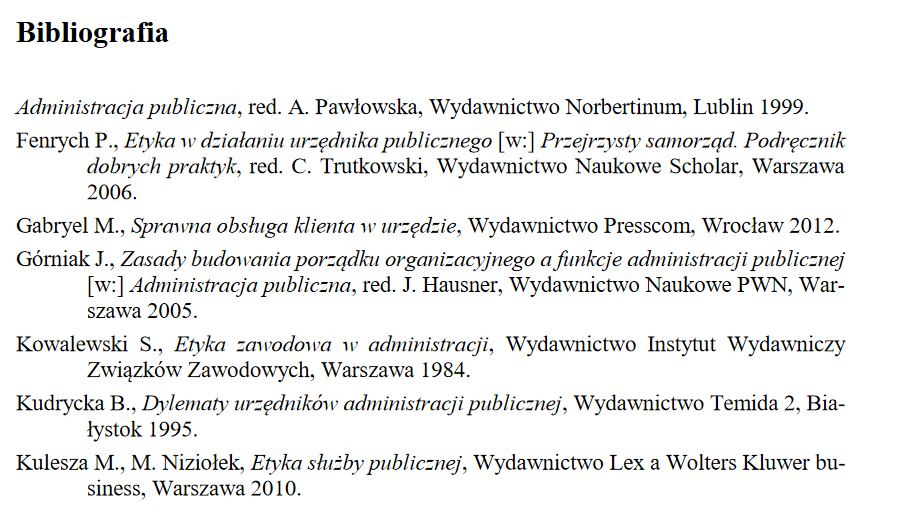 Bibliografia
Administracja publiczna, red. A. Pawłowska, Wydawnictwo Norbertinum, Lublin 1999.
Fenrych P., Etyka w działaniu urzędnika publicznego [w:] Przejrzysty samorząd. Podręcznik
dobrych praktyk, red. C. Trutkowski, Wydawnictwo Naukowe Scholar, Warszawa
2006.
Gabryel M., Sprawna obsługa klienta w urzędzie, Wydawnictwo Presscom, Wrocław 2012.
Górniak J., Zasady budowania porządku organizacyjnego a funkcje administracji publicznej
[w:] Administracja publiczna, red. J. Hausner, Wydawnictwo Naukowe PWN, War-
szawa 2005.
Kowalewski S., Etyka zawodowa w administracji, Wydawnictwo Instytut Wydawniczy
Związków Zawodowych, Warszawa 1984.
Kudrycka B., Dylematy urzędników administracji publicznej, Wydawnictwo Temida 2, Bia-
łystok 1995.
Kulesza M., M. Niziołek, Etyka służby publicznej, Wydawnictwo Lex a Wolters Kluwer bu-
siness, Warszawa 2010.